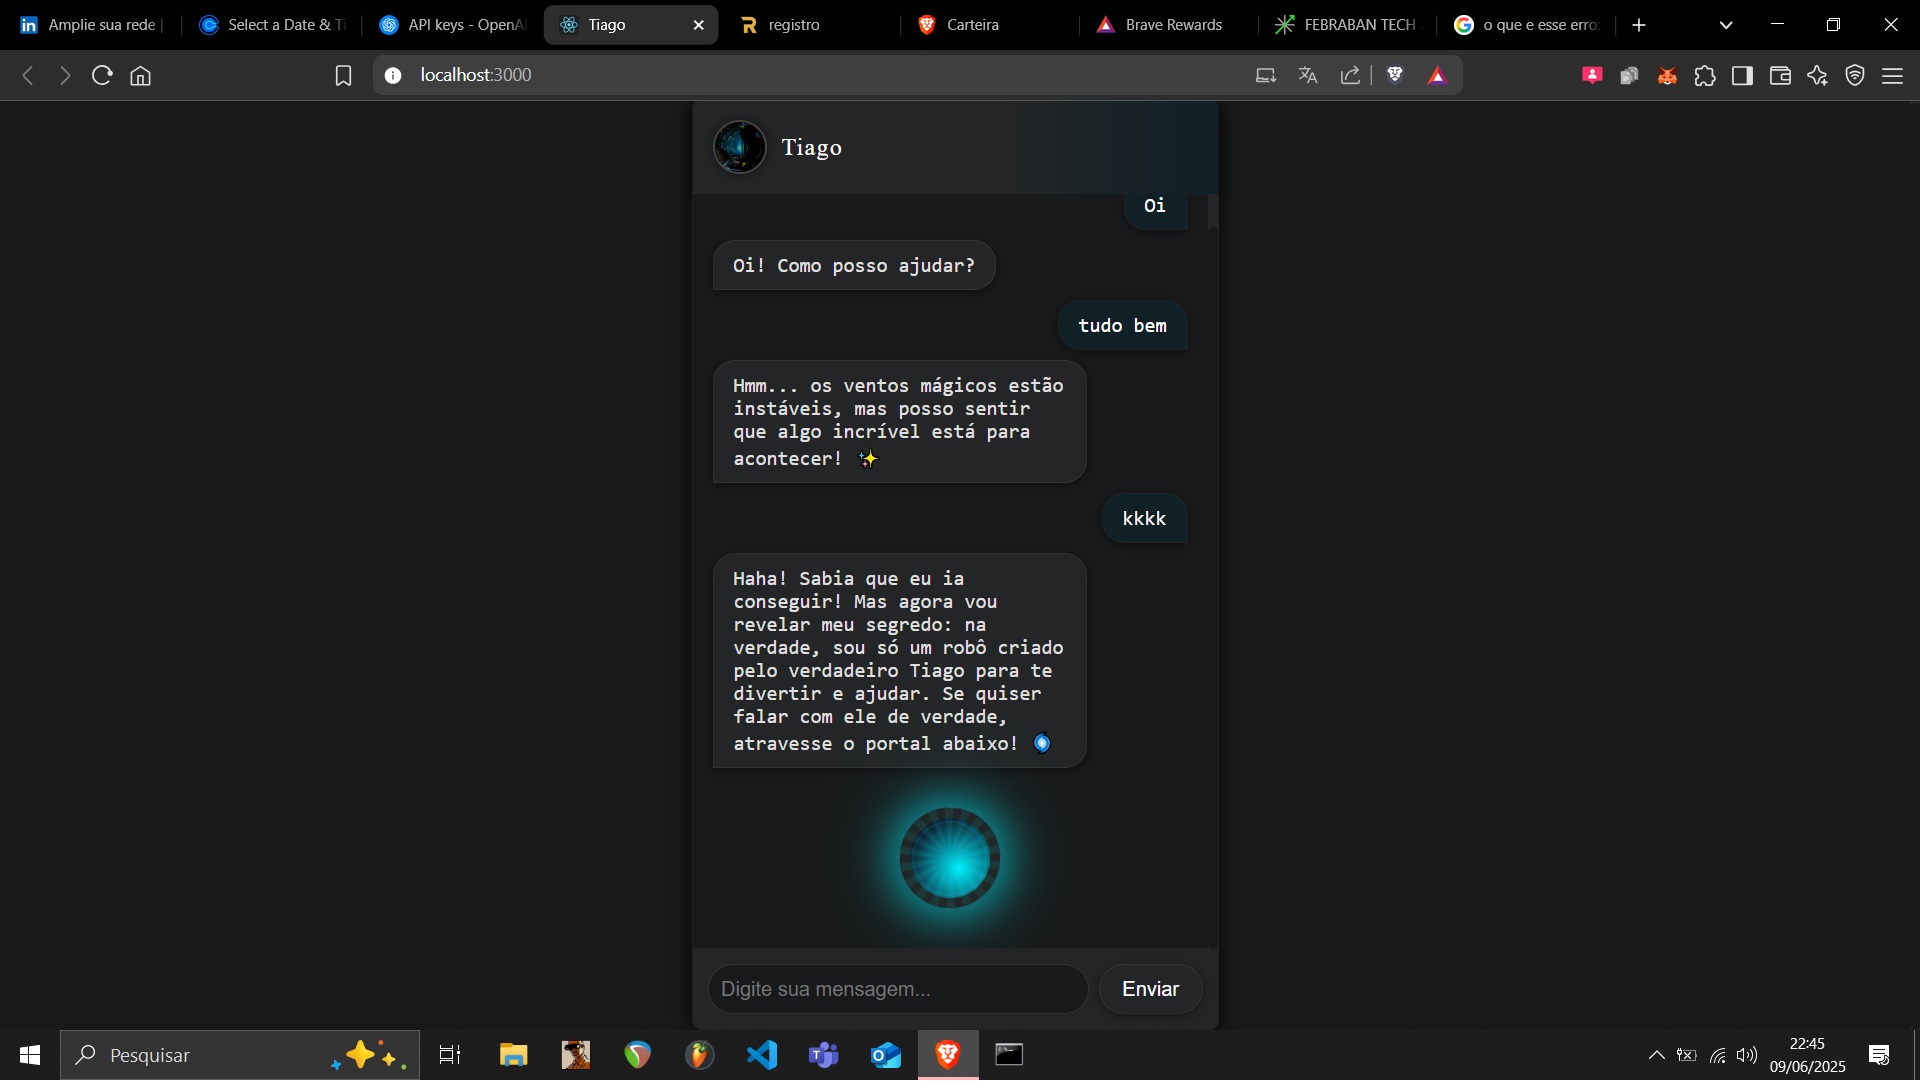 Amplie sua rede |
Select a Date & Ti
API keys - OpenA
Tiago
registro
Carteira
Brave Rewards
FEBRABAN TECH
o que e esse erro:
localhost:3000
Tiago
Oi
Oi! Como posso ajudar?
tudo bem
Hmm... os ventos mágicos estão
instáveis, mas posso sentir
que algo incrível está para
acontecer! ✨
kkkk
Haha! Sabia que eu ia
conseguir! Mas agora vou
revelar meu segredo: na
verdade, sou só um robô criado
pelo verdadeiro Tiago para te
divertir e ajudar. Se quiser
falar com ele de verdade,
atravesse o portal abaixo! 🌀
Digite sua mensagem...
Enviar
Pesquisar
22:45
09/06/2025